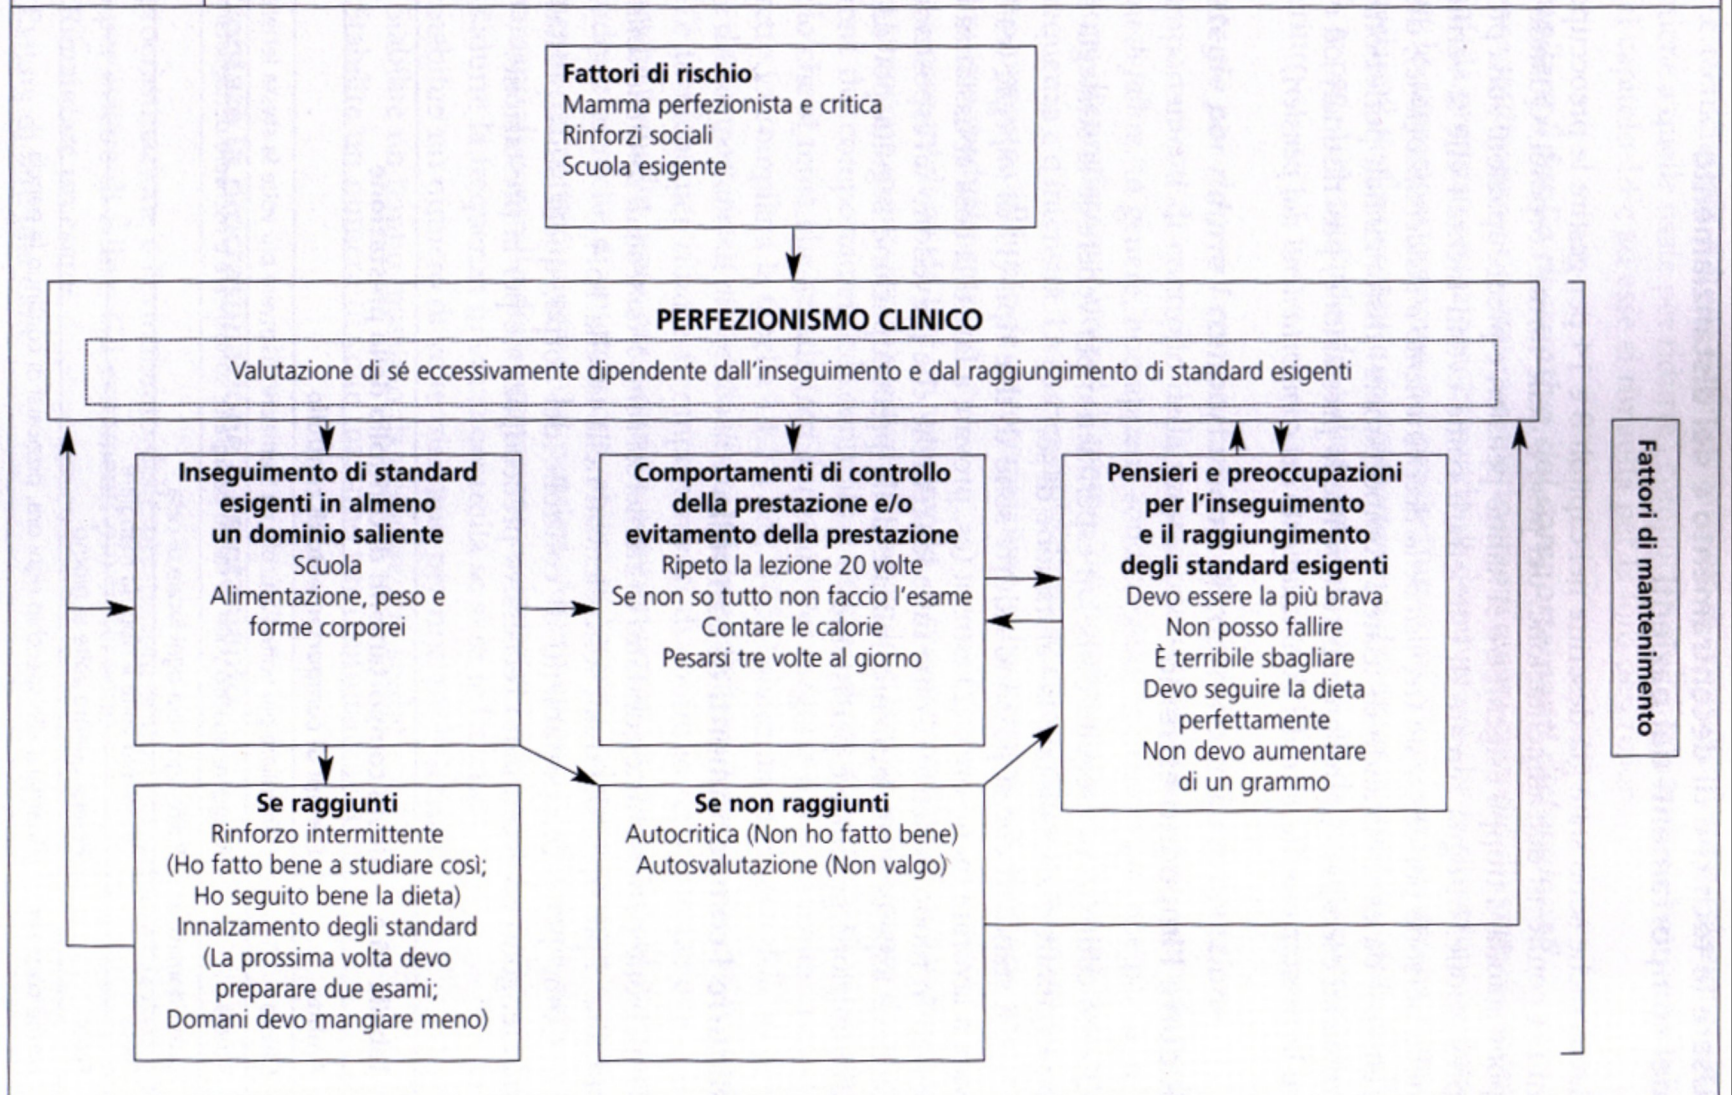 Fattori di rischio
Mamma perfezionista e critica
Rinforzi sociali
Scuola esigente
PERFEZIONISMO CLINICO
Valutazione di sé eccessivamente dipendente dall'inseguimento e dal raggiungimento di standard esigenti
Inseguimento di standard
esigenti in almeno
un dominio saliente
Scuola
Alimentazione, peso e
forme corporei
Comportamenti di controllo
della prestazione e/o
evitamento della prestazione
Ripeto la lezione 20 volte
Se non so tutto non faccio l'esame
Contare le calorie
Pesarsi tre volte al giorno
Pensieri e preoccupazioni
per l'inseguimento
e il raggiungimento
degli standard esigenti
Devo essere la più brava
Non posso fallire
È terribile sbagliare
Devo seguire la dieta
perfettamente
Non devo aumentare
di un grammo
Fattori di mantenimento
Se raggiunti
Rinforzo intermittente
(Ho fatto bene a studiare così;
Ho seguito bene la dieta)
Innalzamento degli standard
(La prossima volta devo
preparare due esami;
Domani devo mangiare meno)
Se non raggiunti
Autocritica (Non ho fatto bene)
Autosvalutazione (Non valgo)